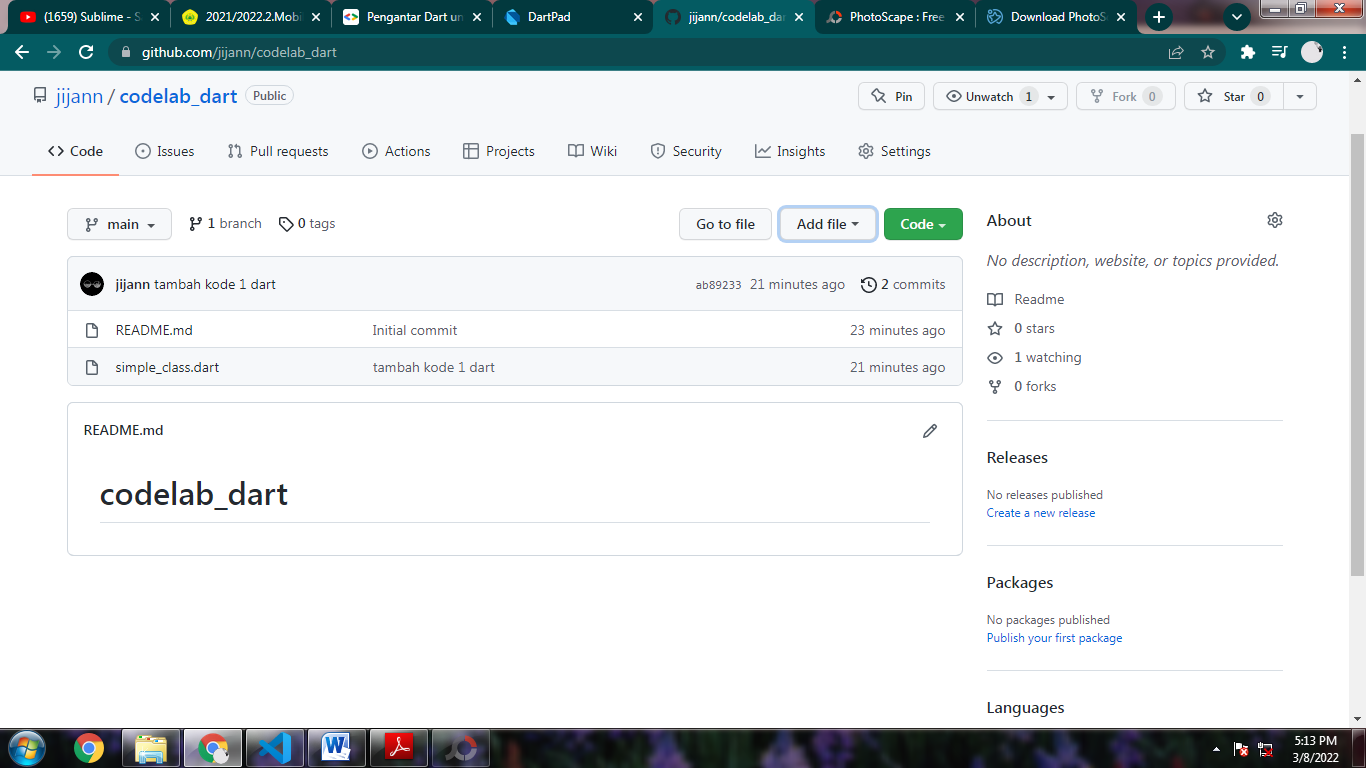 (1659) Sublime - S
2021/2022.2.Mobi
Pengantar Dart un
DartPad
jijann/codelab_da
PhotoScape : Free
Download PhotoS
github.com/jijann/codelab_dart
jijann / codelab_dart Public
Pin
Unwatch 1
Fork 0
Star 0
Code
Issues
Pull requests
Actions
Projects
Wiki
Security
Insights
Settings
main
1 branch
0 tags
Go to file
Add file
Code
jijann tambah kode 1 dart
ab89233 21 minutes ago
2 commits
README.md Initial commit 23 minutes ago
simple_class.dart tambah kode 1 dart 21 minutes ago
README.md
codelab_dart
About
No description, website, or topics provided.
Readme
0 stars
1 watching
0 forks
Releases
No releases published
Create a new release
Packages
No packages published
Publish your first package
Languages
5:13 PM
3/8/2022